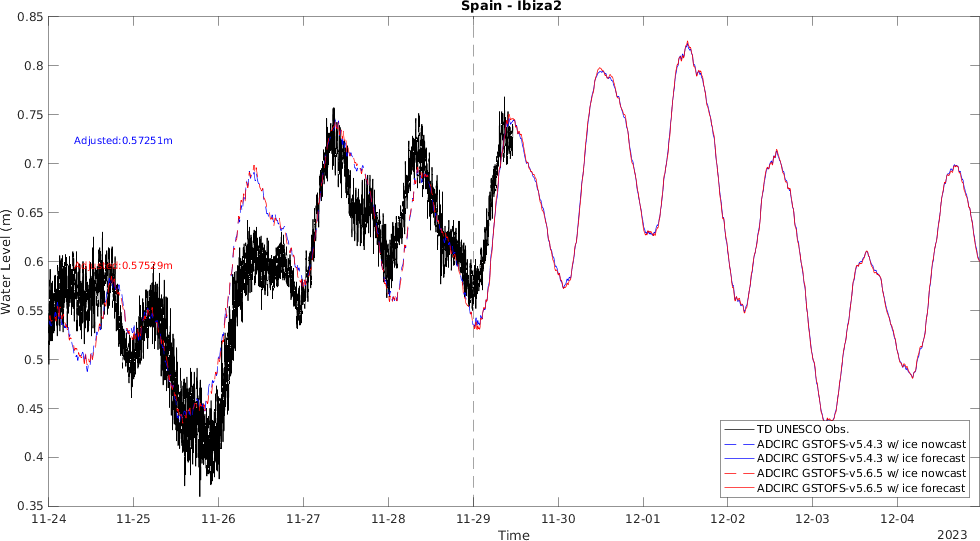 Spain - Ibiza2
0.85
0.8
0.75
0.7
0.65
0.6
0.55
0.5
0.45
0.4
0.35
Water Level (m)
Adjusted:0.57251m
Adjusted:0.57529m
TD UNESCO Obs.
ADCIRC GSTOFS-v5.4.3 w/ ice nowcast
ADCIRC GSTOFS-v5.4.3 w/ ice forecast
ADCIRC GSTOFS-v5.6.5 w/ ice nowcast
ADCIRC GSTOFS-v5.6.5 w/ ice forecast
11-24 11-25 11-26 11-27 11-28 11-29 11-30 12-01 12-02 12-03 12-04
Time
2023